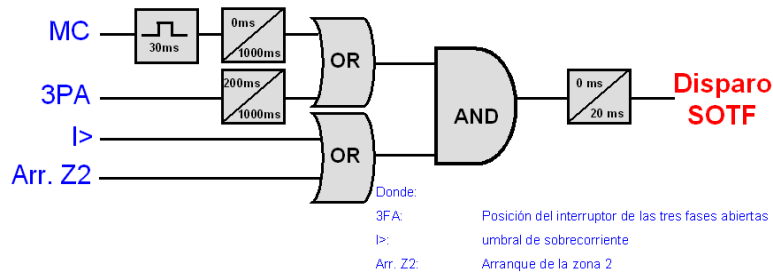 MC
30ms
0ms
1000ms
OR
3PA
200ms
1000ms
I>
Arr. Z2
OR
AND
0 ms
20 ms
Disparo
SOTF
Donde:
3FA: Posición del interruptor de las tres fases abiertas
I>: umbral de sobrecorriente
Arr. Z2: Arranque de la zona 2